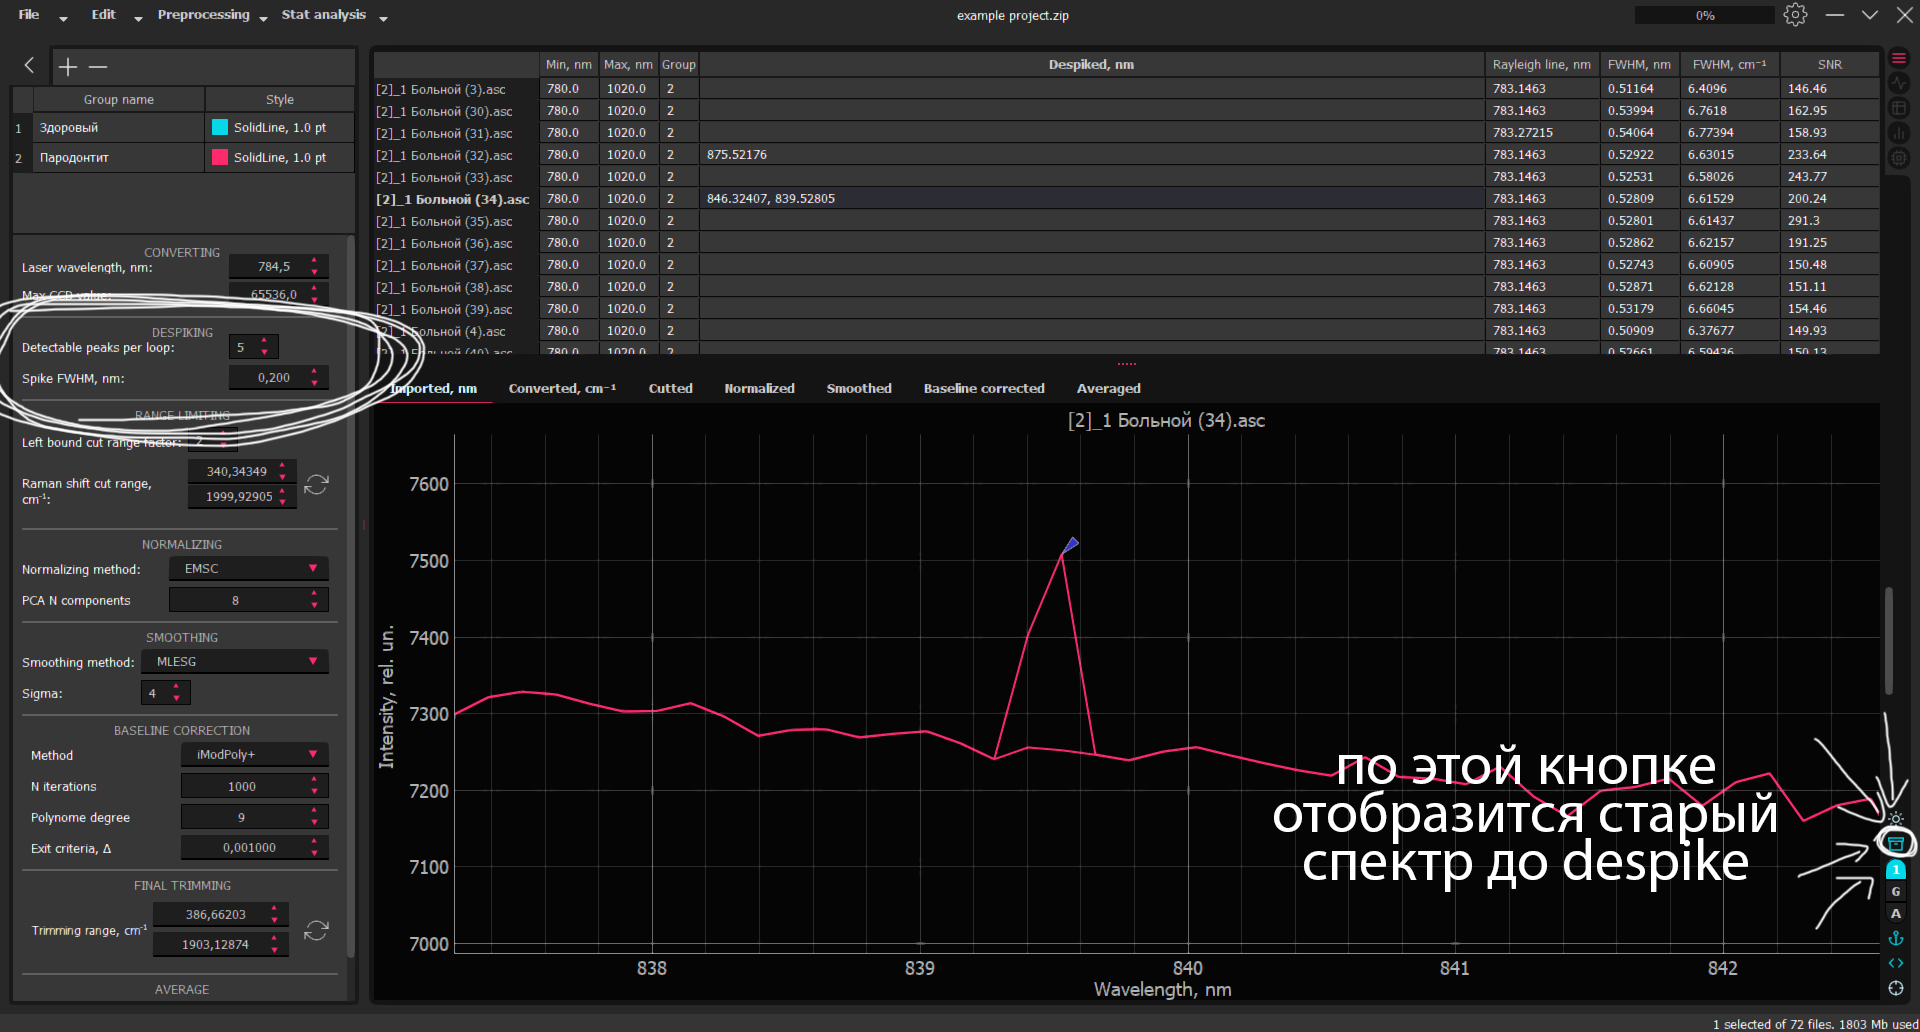 File Edit Preprocessing Stat analysis example project.zip 0%
Group name Style
1 Здоровый SolidLine, 1.0 pt
2 Пародонтит SolidLine, 1.0 pt
CONVERTING
Laser wavelength, nm: 784,5
Max CCD value: 65536,0
DESPIKING
Detectable peaks per loop: 5
Spike FWHM, nm: 0,200
RANGE LIMITING
Left bound cut range factor: 2
Raman shift cut range, cm⁻¹: 340,34349
1999,92905
NORMALIZING
Normalizing method: EMSC
PCA N components 8
SMOOTHING
Smoothing method: MLESG
Sigma: 4
BASELINE CORRECTION
Method iModPoly+
N iterations 1000
Polynome degree 9
Exit criteria, Δ 0,001000
FINAL TRIMMING
Trimming range, cm⁻¹ 386,66203
1903,12874
AVERAGE
Min, nm Max, nm Group Despiked, nm Rayleigh line, nm FWHM, nm FWHM, cm⁻¹ SNR
[2]_1 Больной (3).asc 780.0 1020.0 2 783.1463 0.51164 6.4096 146.46
[2]_1 Больной (30).asc 780.0 1020.0 2 783.1463 0.53994 6.7618 162.95
[2]_1 Больной (31).asc 780.0 1020.0 2 783.27215 0.54064 6.77394 158.93
[2]_1 Больной (32).asc 780.0 1020.0 2 875.52176 783.1463 0.52922 6.63015 233.64
[2]_1 Больной (33).asc 780.0 1020.0 2 783.1463 0.52531 6.58026 243.77
[2]_1 Больной (34).asc 780.0 1020.0 2 846.32407, 839.52805 783.1463 0.52809 6.61529 200.24
[2]_1 Больной (35).asc 780.0 1020.0 2 783.1463 0.52801 6.61437 291.3
[2]_1 Больной (36).asc 780.0 1020.0 2 783.1463 0.52862 6.62157 191.25
[2]_1 Больной (37).asc 780.0 1020.0 2 783.1463 0.52743 6.60905 150.48
[2]_1 Больной (38).asc 780.0 1020.0 2 783.1463 0.52871 6.62128 151.11
[2]_1 Больной (39).asc 780.0 1020.0 2 783.1463 0.53179 6.66045 154.46
[2]_1 Больной (4).asc 780.0 1020.0 2 783.1463 0.50909 6.37677 149.93
[2]_1 Больной (40).asc 780.0 1020.0 2 783.1463 0.52661 6.59436 150.13
Imported, nm Converted, cm⁻¹ Cutted Normalized Smoothed Baseline corrected Averaged
[2]_1 Больной (34).asc
Intensity, rel. un.
7600
7500
7400
7300
7200
7100
7000
838 839 840 841 842
Wavelength, nm
по этой кнопке
отобразится старый
спектр до despike
1
G
A
1 selected of 72 files. 1803 Mb used